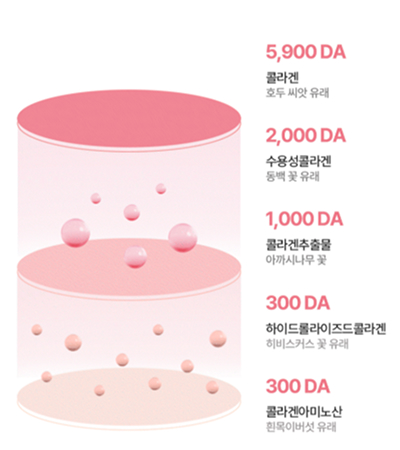 5,900 DA
콜라겐
호두 씨앗 유래
2,000 DA
수용성콜라겐
동백 꽃 유래
1,000 DA
콜라겐추출물
아까시나무 꽃
300 DA
하이드롤라이즈드콜라겐
히비스커스 꽃 유래
300 DA
콜라겐아미노산
흰목이버섯 유래